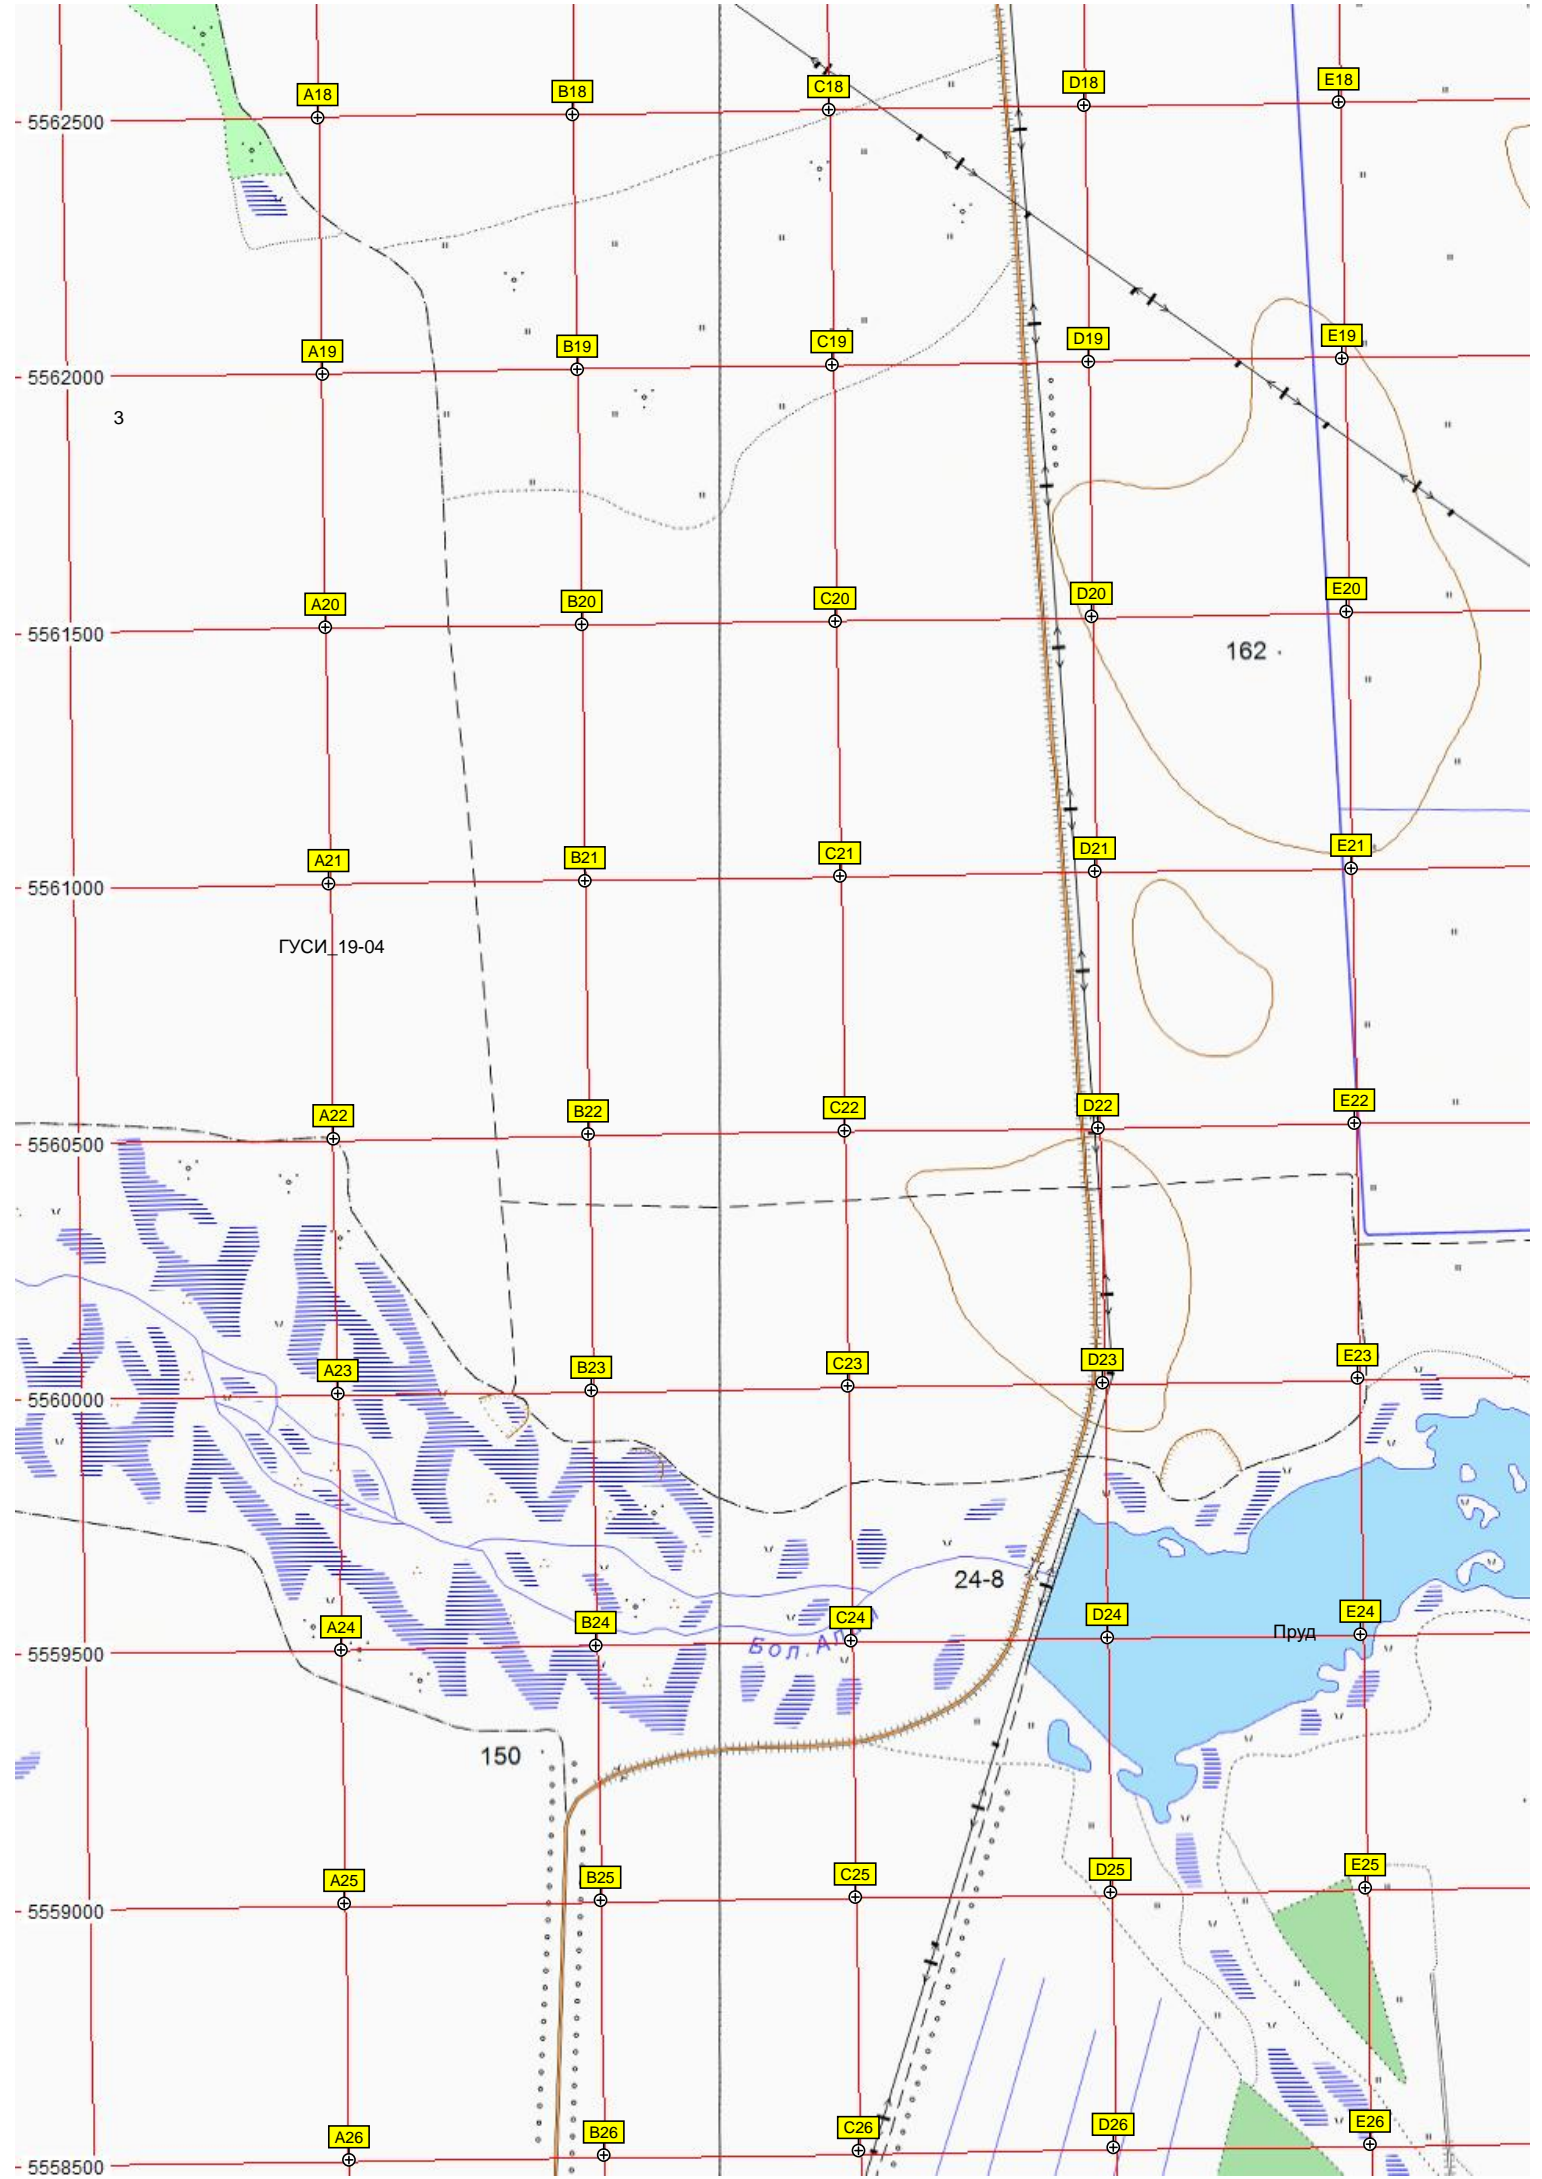 A18 B18 C18 D18 E18
5562500
A19 B19 C19 D19 E19
5562000
3
A20 B20 C20 D20 E20
5561500
162
A21 B21 C21 D21 E21
5561000
ГУСИ_19-04
A22 B22 C22 D22 E22
5560500
A23 B23 C23 D23 E23
5560000
24-8
A24 B24 C24 D24 E24
Пруд
Бол.
5559500
150
A25 B25 C25 D25 E25
5559000
A26 B26 C26 D26 E26
5558500